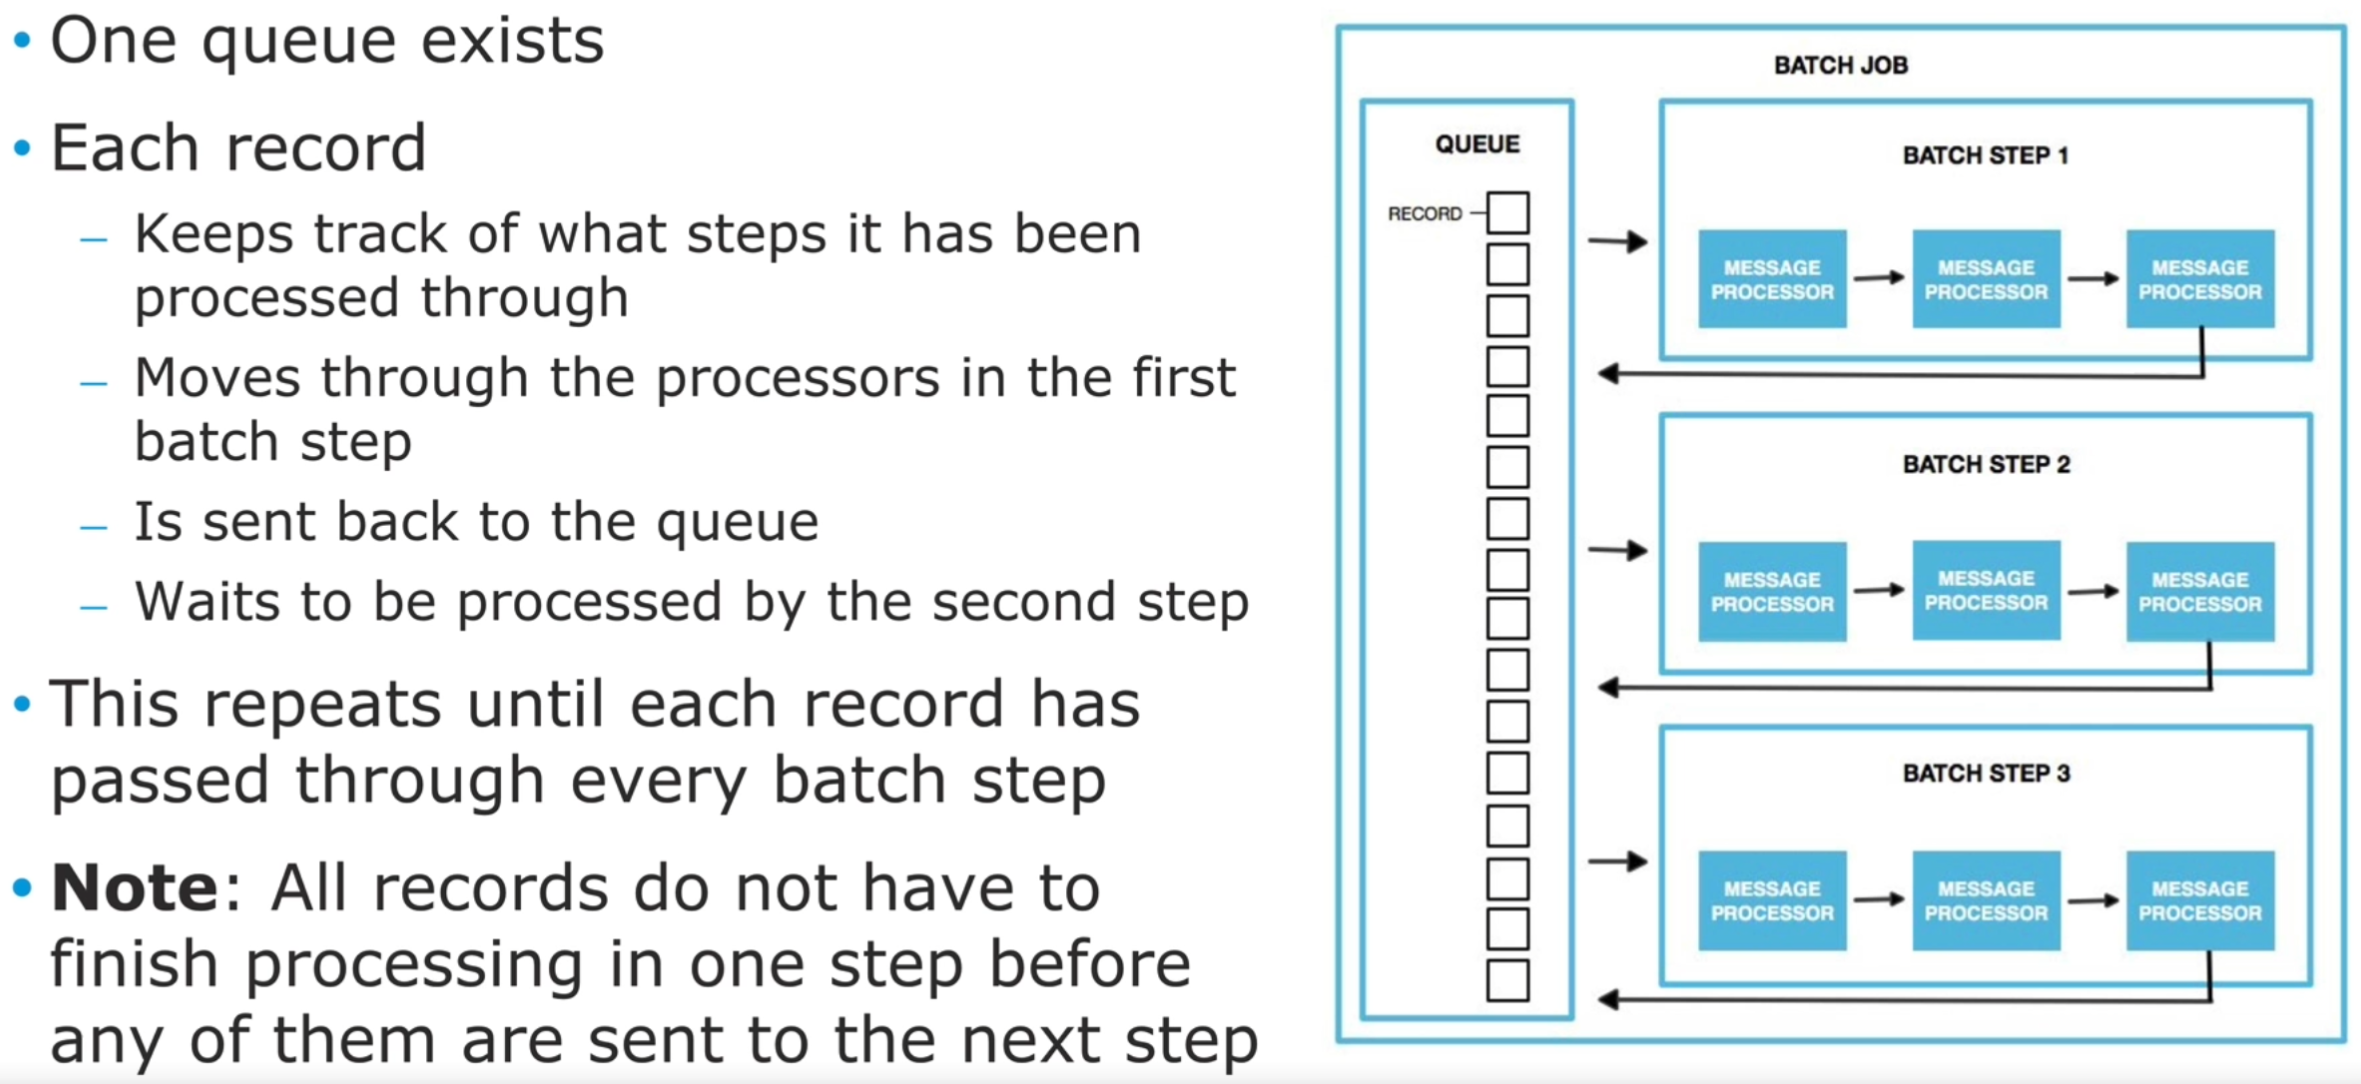 • One queue exists
• Each record
– Keeps track of what steps it has been
processed through
– Moves through the processors in the first
batch step
– Is sent back to the queue
– Waits to be processed by the second step
• This repeats until each record has
passed through every batch step
• Note: All records do not have to
finish processing in one step before
any of them are sent to the next step
BATCH JOB
QUEUE
RECORD
BATCH STEP 1
MESSAGE
PROCESSOR
MESSAGE
PROCESSOR
MESSAGE
PROCESSOR
BATCH STEP 2
MESSAGE
PROCESSOR
MESSAGE
PROCESSOR
MESSAGE
PROCESSOR
BATCH STEP 3
MESSAGE
PROCESSOR
MESSAGE
PROCESSOR
MESSAGE
PROCESSOR